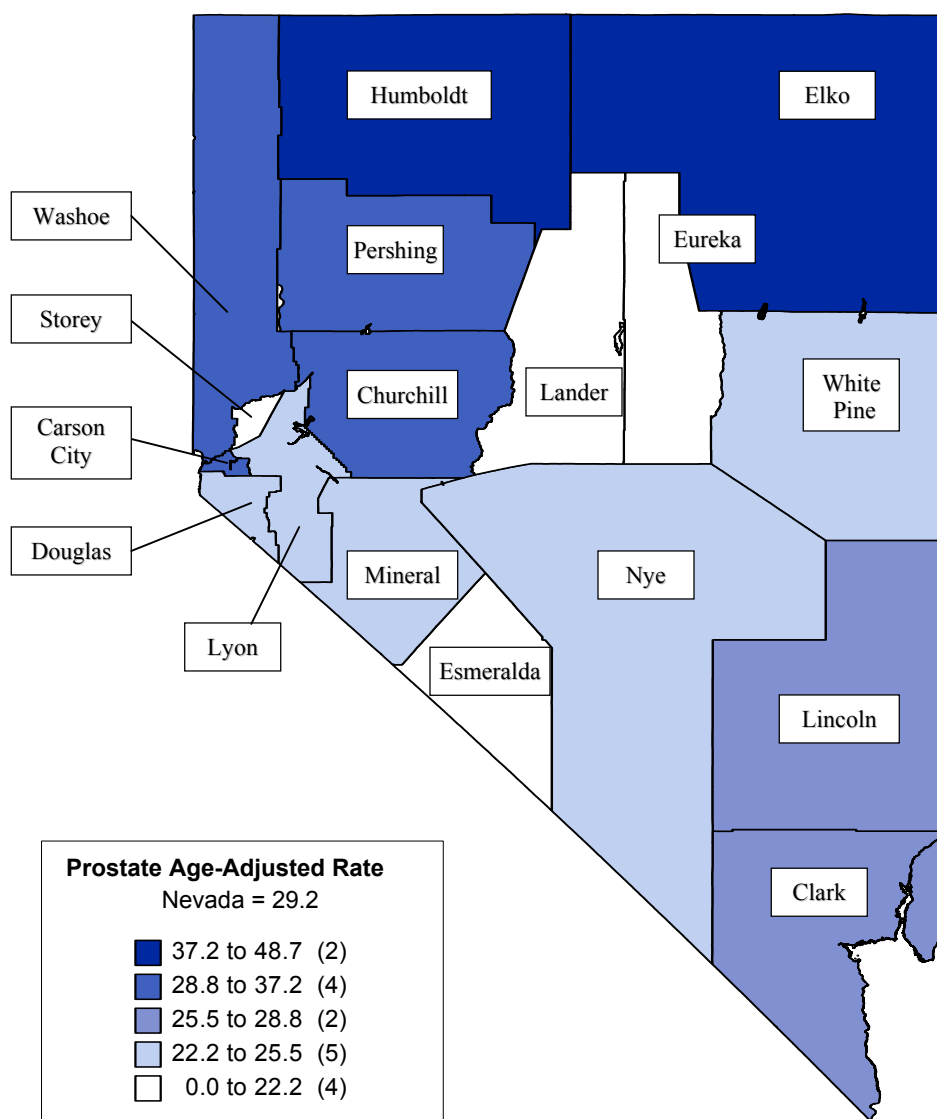 Humboldt
Elko
Washoe
Pershing
Eureka
Storey
Churchill
Lander
White
Pine
Carson
City
Douglas
Mineral
Nye
Lyon
Esmeralda
Lincoln
Clark
Prostate Age-Adjusted Rate
Nevada = 29.2
37.2 to 48.7 (2)
28.8 to 37.2 (4)
25.5 to 28.8 (2)
22.2 to 25.5 (5)
0.0 to 22.2 (4)